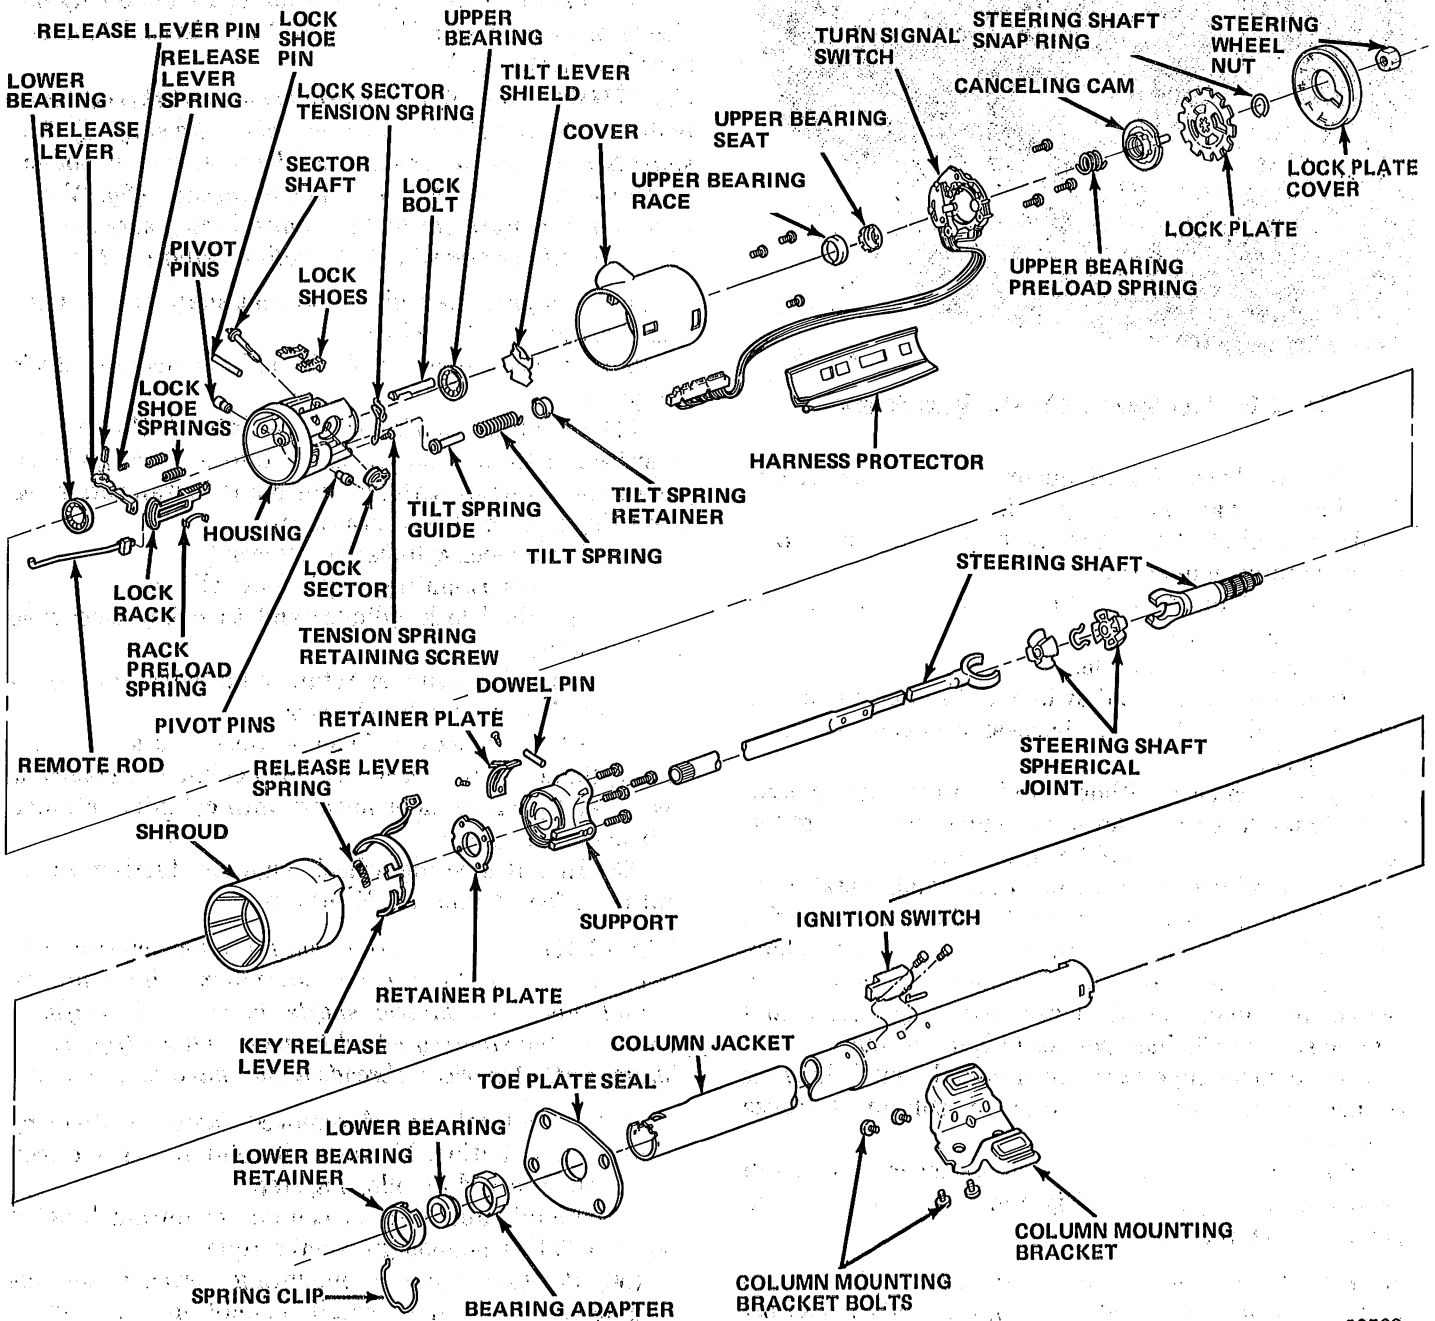 RELEASE LEVER PIN
LOCK
SHOE
PIN
UPPER
BEARING
STEERING SHAFT
SNAP RING
STEERING
WHEEL
NUT
TURN SIGNAL
SWITCH
RELEASE
LEVER
SPRING
LOWER
BEARING
LOCK SECTOR
TENSION SPRING
TILT LEVER
SHIELD
CANCELING CAM
RELEASE
LEVER
COVER
UPPER BEARING
SEAT
SECTOR
SHAFT
LOCK
BOLT
UPPER BEARING
RACE
LOCK PLATE
COVER
LOCK PLATE
PIVOT
PINS
LOCK
SHOES
UPPER BEARING
PRELOAD SPRING
LOCK
SHOE
SPRINGS
HARNESS PROTECTOR
TILT SPRING
RETAINER
TILT SPRING
GUIDE
HOUSING
TILT SPRING
LOCK
SECTOR
STEERING SHAFT
LOCK
RACK
TENSION SPRING
RETAINING SCREW
RACK
PRELOAD
SPRING
DOWEL PIN
PIVOT PINS
RETAINER PLATE
REMOTE ROD
RELEASE LEVER
SPRING
STEERING SHAFT
SPHERICAL
JOINT
SHROUD
SUPPORT
IGNITION SWITCH
RETAINER PLATE
KEY RELEASE
LEVER
COLUMN JACKET
TOE PLATE SEAL
LOWER BEARING
LOWER BEARING
RETAINER
COLUMN MOUNTING
BRACKET
SPRING CLIP
BEARING ADAPTER
COLUMN MOUNTING
BRACKET BOLTS